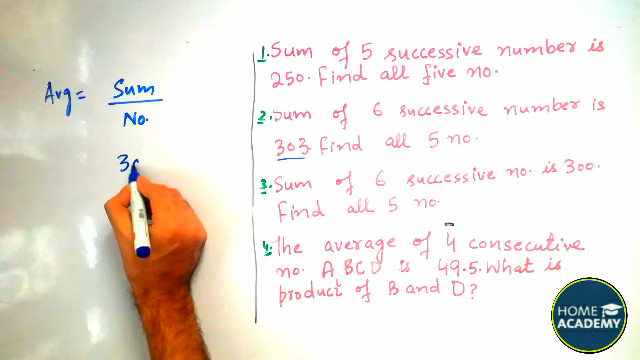 Avg = Sum
No.
30
1. Sum of 5 successive number is
250. Find all five no.
2. Sum of 6 successive number is
303. Find all 5 no.
3. Sum of 6 successive no. is 300.
Find all 5 no.
4. The average of 4 consecutive
no. A BCD is 49.5. What is
product of B and D?
HOME
ACADEMY